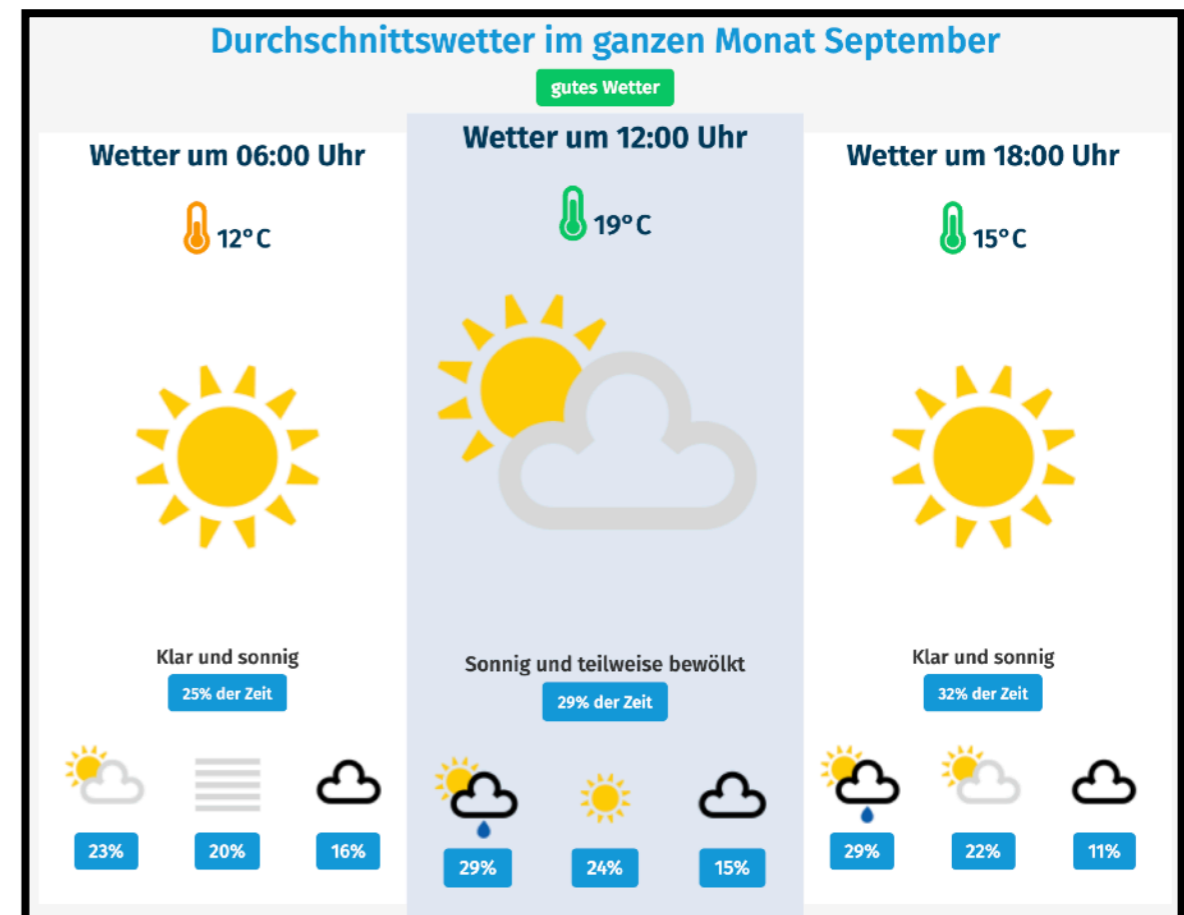 Durchschnittswetter im ganzen Monat September
gutes Wetter
Wetter um 06:00 Uhr
12°C
Klar und sonnig
25% der Zeit
23% 20% 16%
Wetter um 12:00 Uhr
19°C
Sonnig und teilweise bewölkt
29% der Zeit
29% 24% 15%
Wetter um 18:00 Uhr
15°C
Klar und sonnig
32% der Zeit
29% 22% 11%